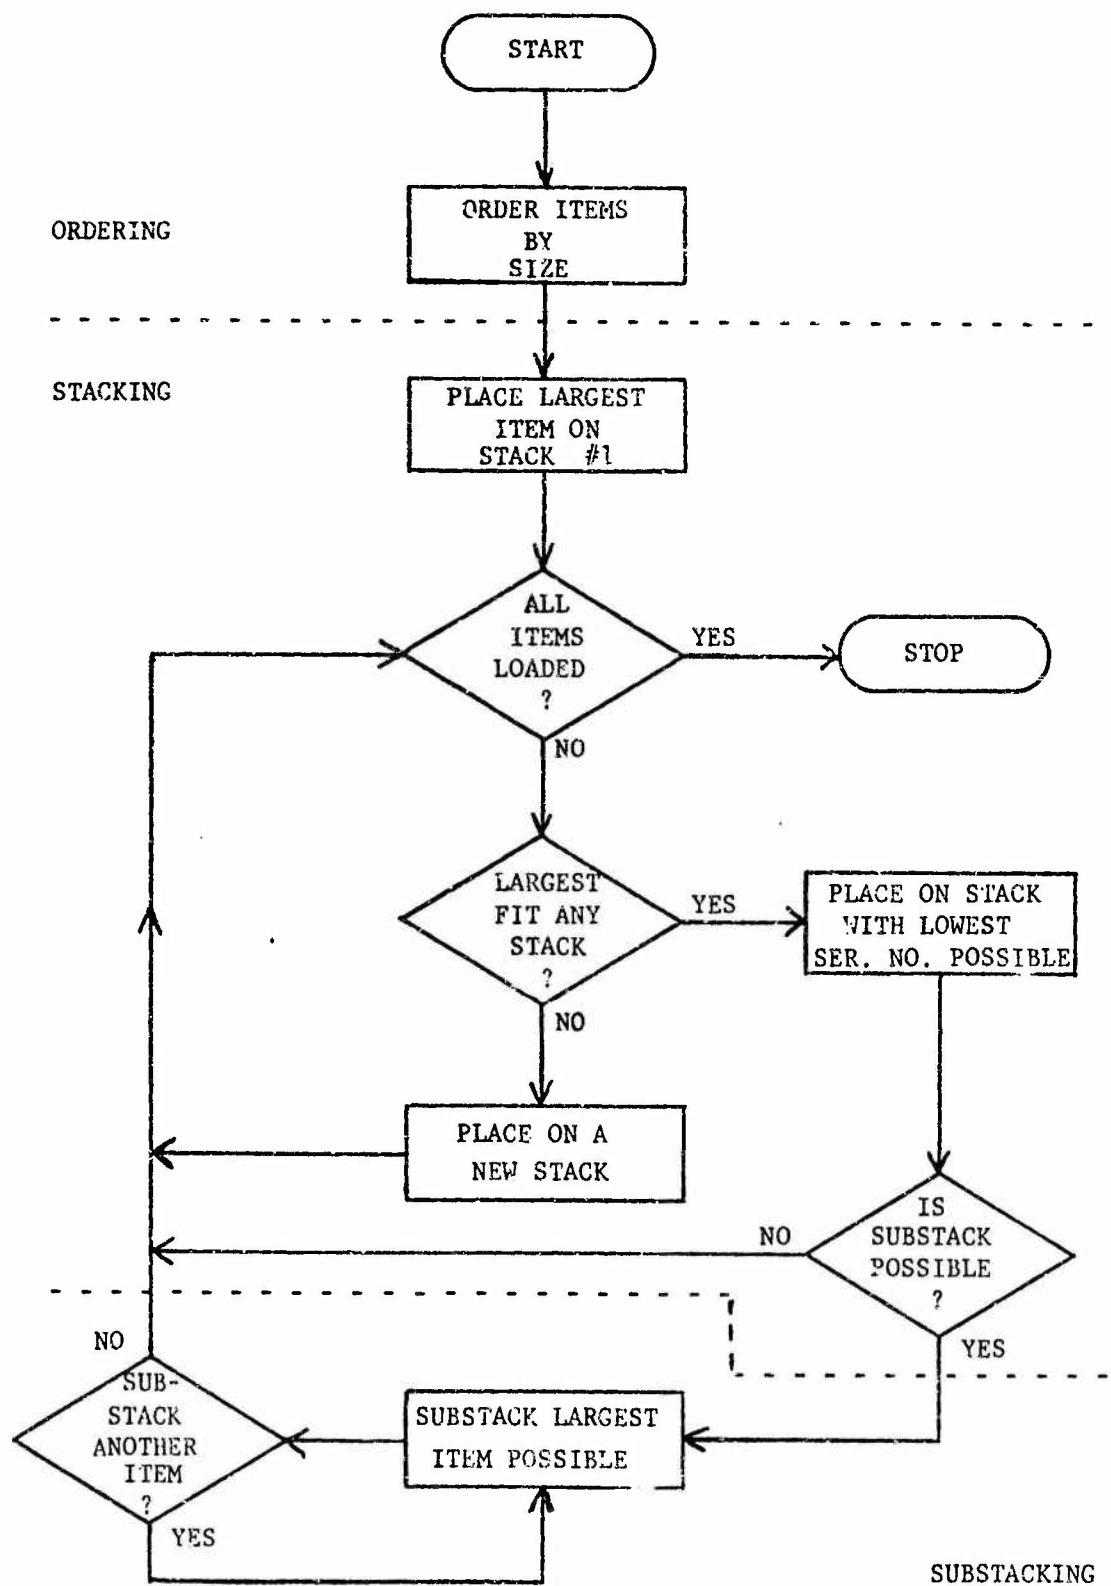 START
ORDERING
ORDER ITEMS
BY
SIZE
STACKING
PLACE LARGEST
ITEM ON
STACK #1
ALL
ITEMS
LOADED
?
YES
STOP
NO
LARGEST
FIT ANY
STACK
?
YES
PLACE ON STACK
WITH LOWEST
SER. NO. POSSIBLE
NO
PLACE ON A
NEW STACK
IS
SUBSTACK
POSSIBLE
?
NO
YES
NO
SUB-
STACK
ANOTHER
ITEM
?
YES
SUBSTACK LARGEST
ITEM POSSIBLE
SUBSTACKING